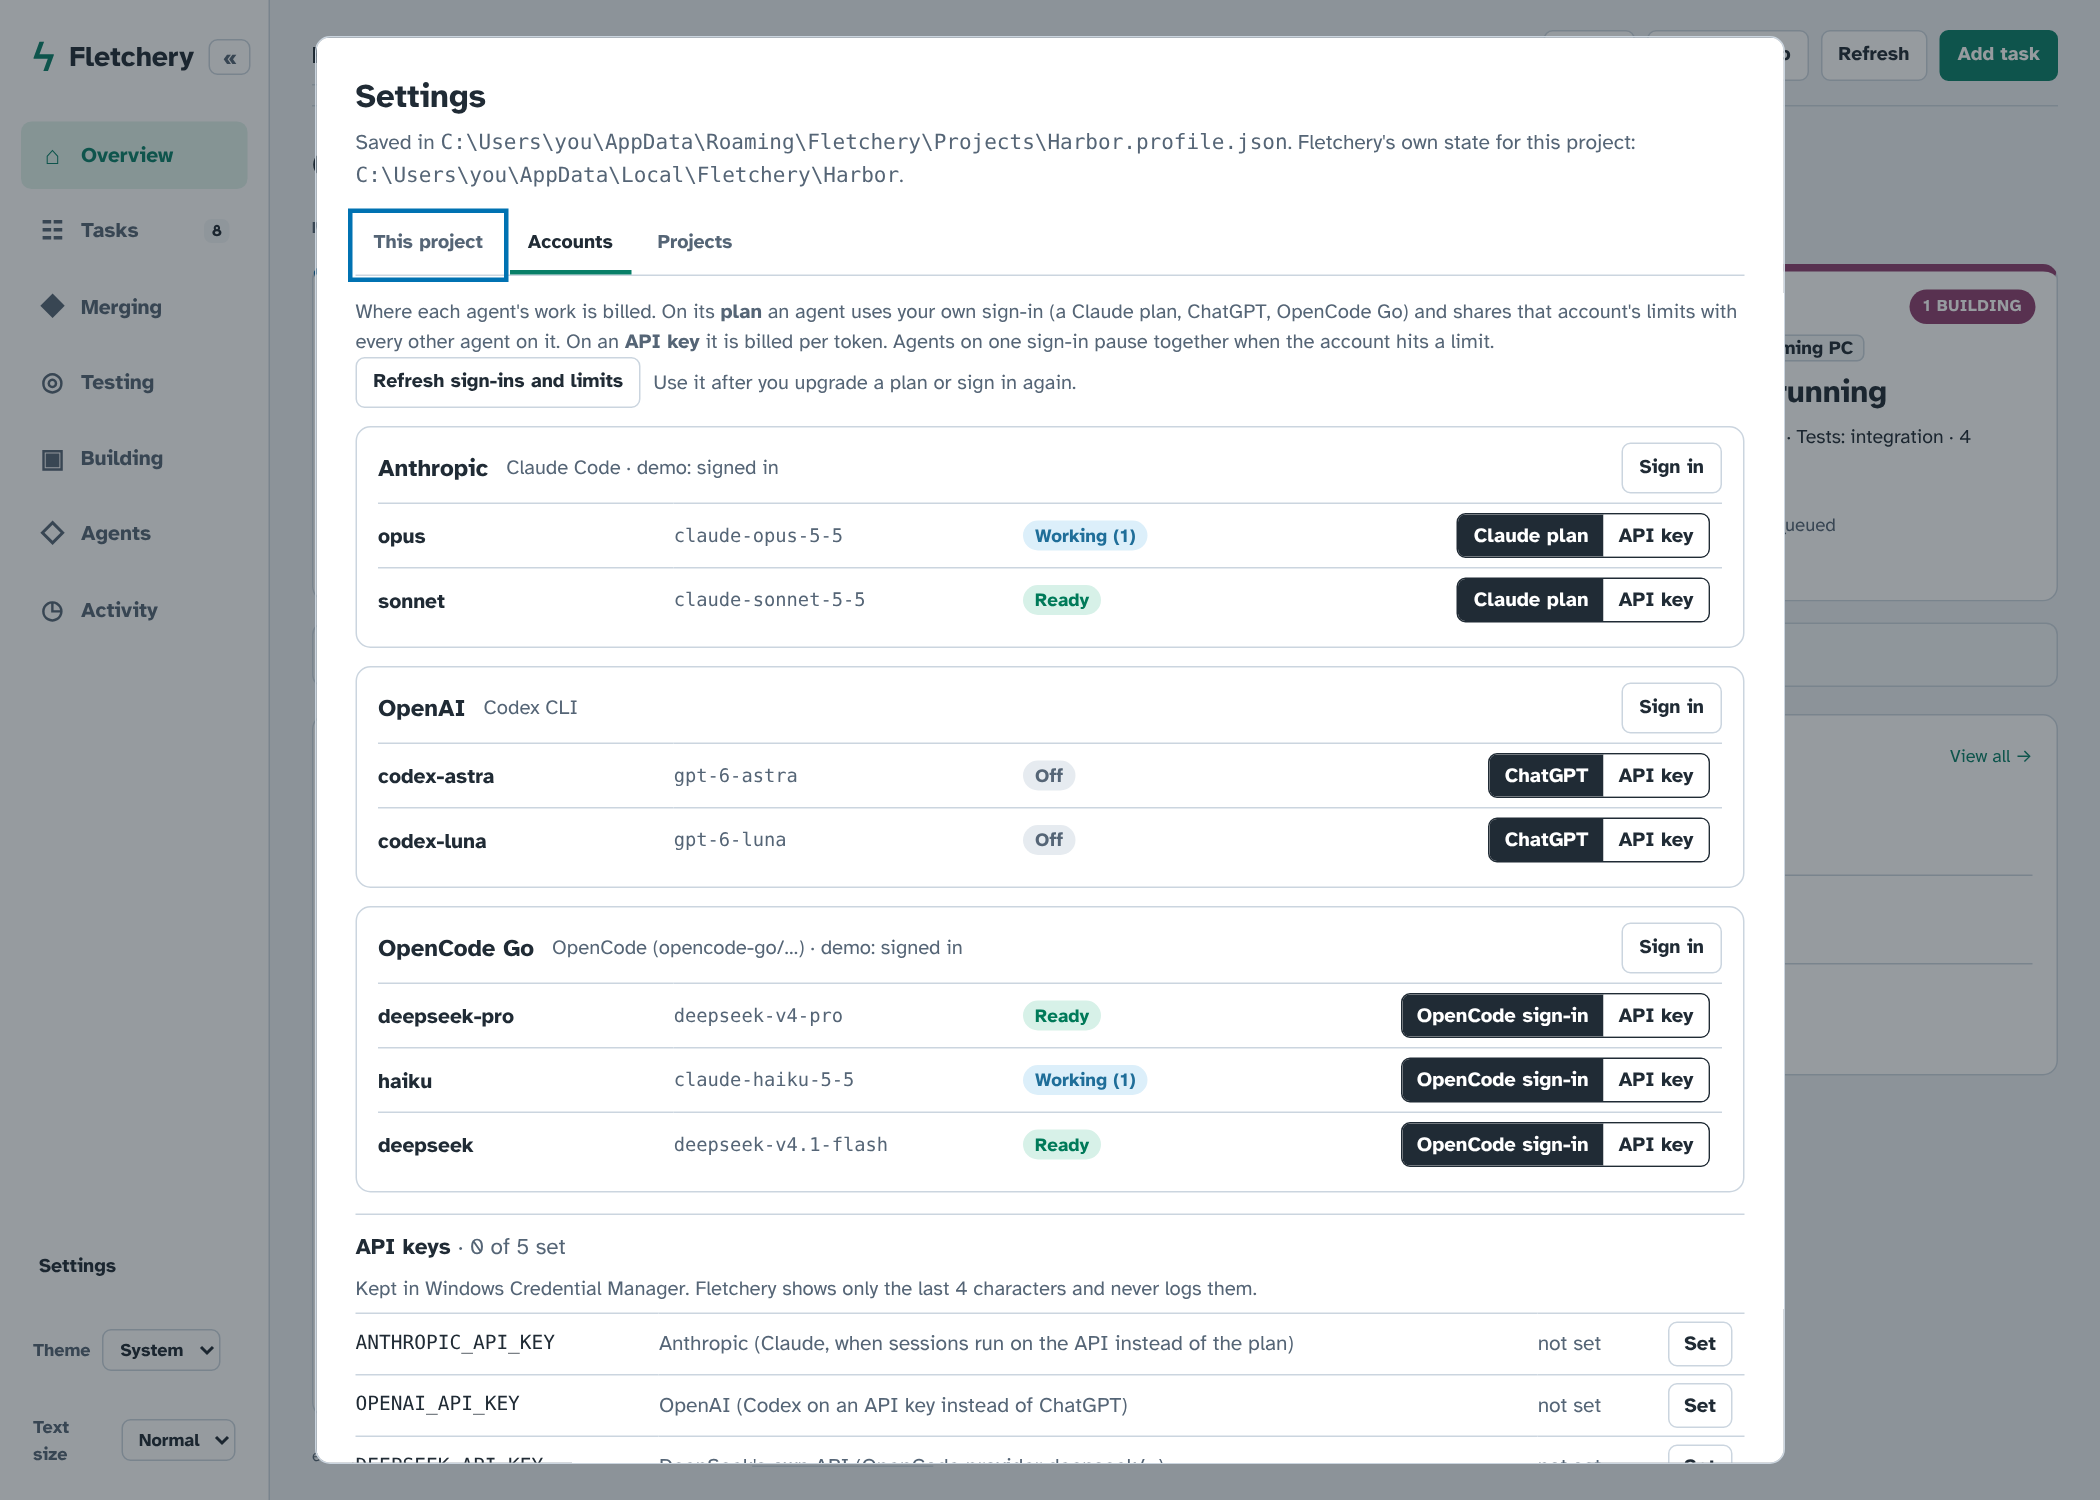 Fletchery
«
Overview
Tasks
8
Merging
Testing
Building
Agents
Activity
Settings
Theme
System
Text size
Normal
Refresh
Add task
Settings
Saved in C:\Users\you\AppData\Roaming\Fletchery\Projects\Harbor.profile.json. Fletchery's own state for this project:
C:\Users\you\AppData\Local\Fletchery\Harbor.
This project
Accounts
Projects
Where each agent's work is billed. On its plan an agent uses your own sign-in (a Claude plan, ChatGPT, OpenCode Go) and shares that account's limits with
every other agent on it. On an API key it is billed per token. Agents on one sign-in pause together when the account hits a limit.
Refresh sign-ins and limits
Use it after you upgrade a plan or sign in again.
Anthropic
Claude Code · demo: signed in
Sign in
opus
claude-opus-5-5
Working (1)
Claude plan
API key
sonnet
claude-sonnet-5-5
Ready
Claude plan
API key
OpenAI
Codex CLI
Sign in
codex-astra
gpt-6-astra
Off
ChatGPT
API key
codex-luna
gpt-6-luna
Off
ChatGPT
API key
OpenCode Go
OpenCode (opencode-go/...) · demo: signed in
Sign in
deepseek-pro
deepseek-v4-pro
Ready
OpenCode sign-in
API key
haiku
claude-haiku-5-5
Working (1)
OpenCode sign-in
API key
deepseek
deepseek-v4.1-flash
Ready
OpenCode sign-in
API key
API keys · 0 of 5 set
Kept in Windows Credential Manager. Fletchery shows only the last 4 characters and never logs them.
ANTHROPIC_API_KEY
Anthropic (Claude, when sessions run on the API instead of the plan)
not set
Set
OPENAI_API_KEY
OpenAI (Codex on an API key instead of ChatGPT)
not set
Set
1 BUILDING
PC
· Tests: integration · 4
View all →